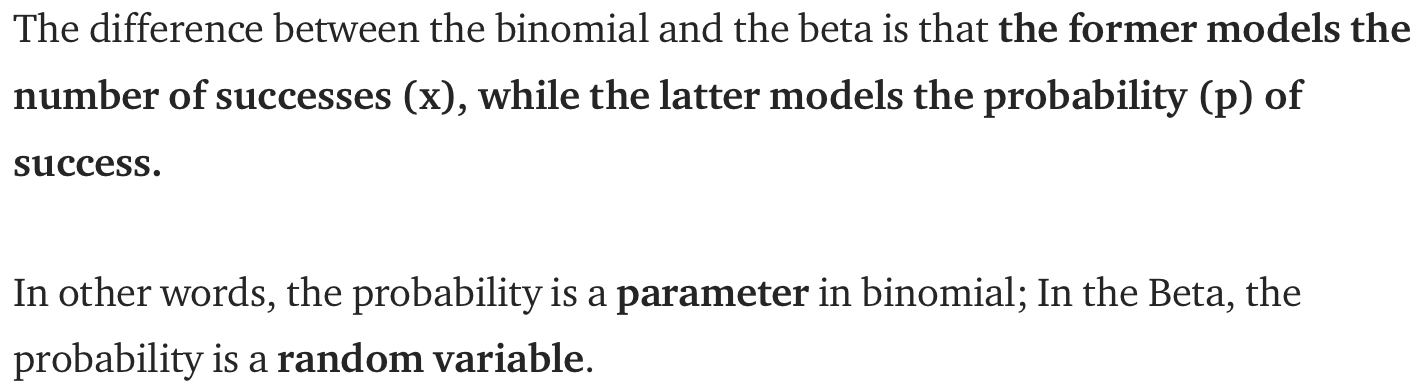 The difference between the binomial and the beta is that the former models the
number of successes (x), while the latter models the probability (p) of
success.
In other words, the probability is a parameter in binomial; In the Beta, the
probability is a random variable.